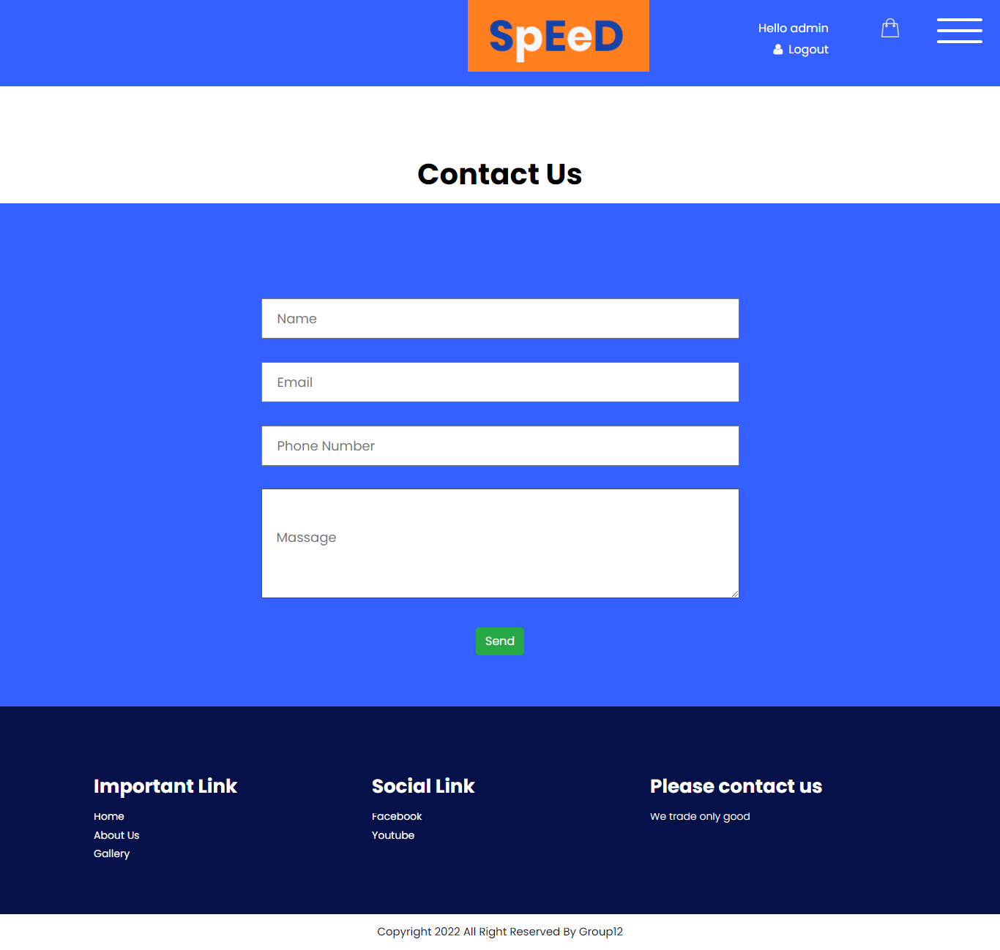 SpEeD
Hello admin
Logout
Contact Us
Name
Email
Phone Number
Massage
Send
Important Link
Home
About Us
Gallery
Social Link
Facebook
Youtube
Please contact us
We trade only good
Copyright 2022 All Right Reserved By Group12